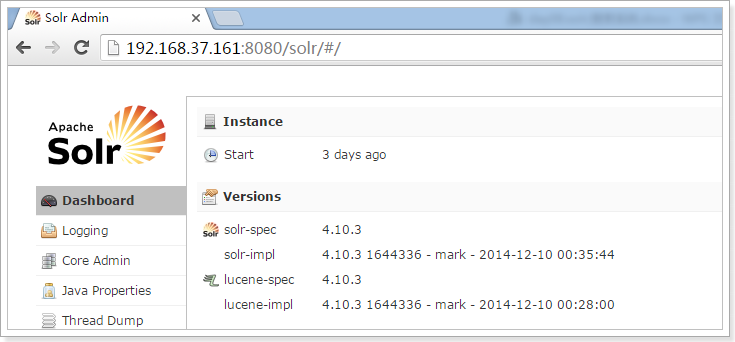 Solr Admin
192.168.37.161:8080/solr/#/
Apache
Solr
Instance
Start 3 days ago
Versions
Dashboard
Solr solr-spec 4.10.3
Logging
solr-impl 4.10.3 1644336 - mark - 2014-12-10 00:35:44
Core Admin
lucene-spec 4.10.3
Java Properties
lucene-impl 4.10.3 1644336 - mark - 2014-12-10 00:28:00
Thread Dump